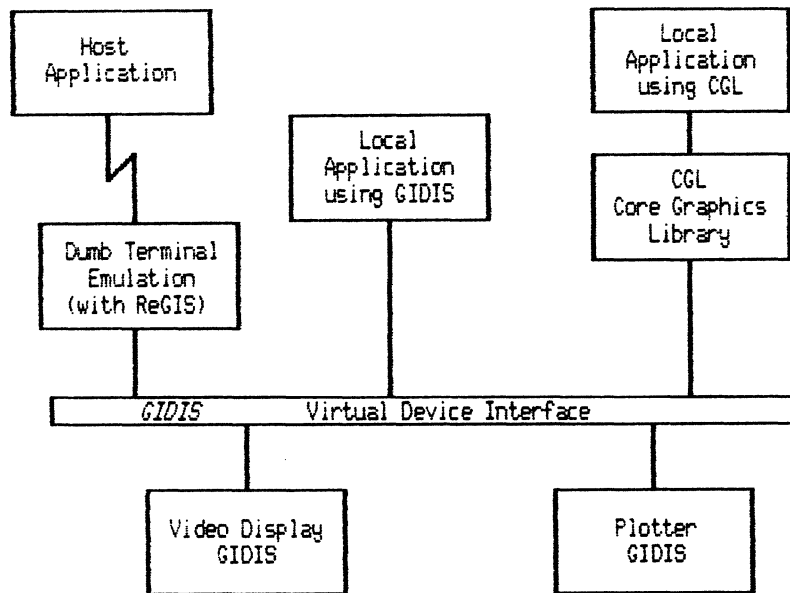 Host
Application
Local
Application
using CGL
Local
Application
using GIDIS
CGL
Core Graphics
Library
Dumb Terminal
Emulation
(with ReGIS)
GIDIS Virtual Device Interface
Video Display
GIDIS
Plotter
GIDIS